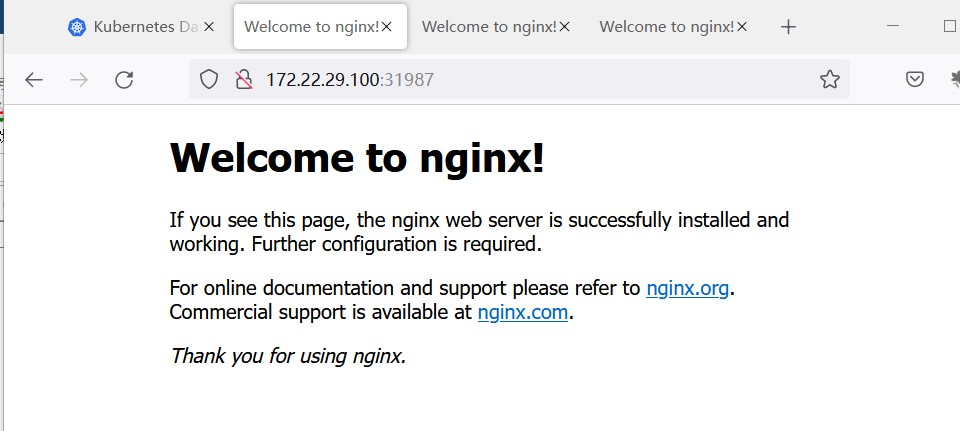 Kubernetes Da
Welcome to nginx!
Welcome to nginx!
Welcome to nginx!
172.22.29.100:31987
Welcome to nginx!
If you see this page, the nginx web server is successfully installed and
working. Further configuration is required.
For online documentation and support please refer to nginx.org.
Commercial support is available at nginx.com.
Thank you for using nginx.